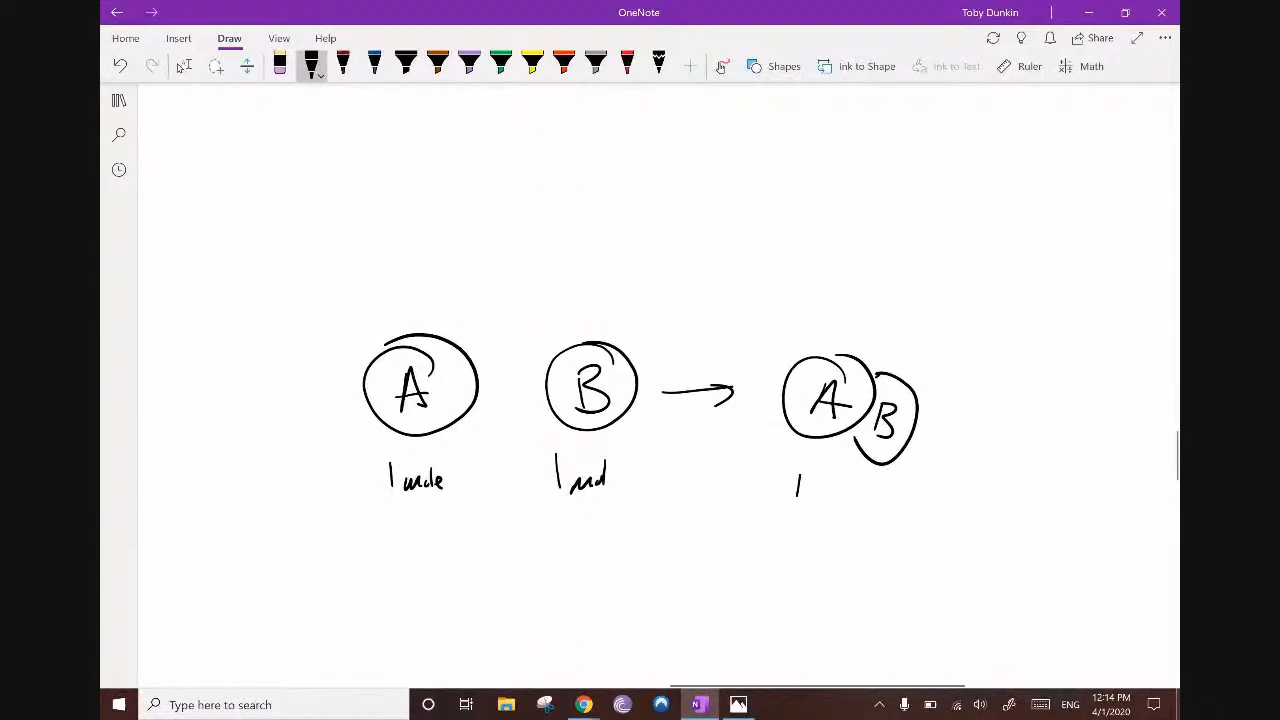 OneNote
Toby Dunkin
Home Insert Draw View Help
Share
Shapes Ink to Shape Ink to Text Ruler Math
A B → A B
1 mole 1 mol 1
Type here to search
ENG
12:14 PM
4/1/2020